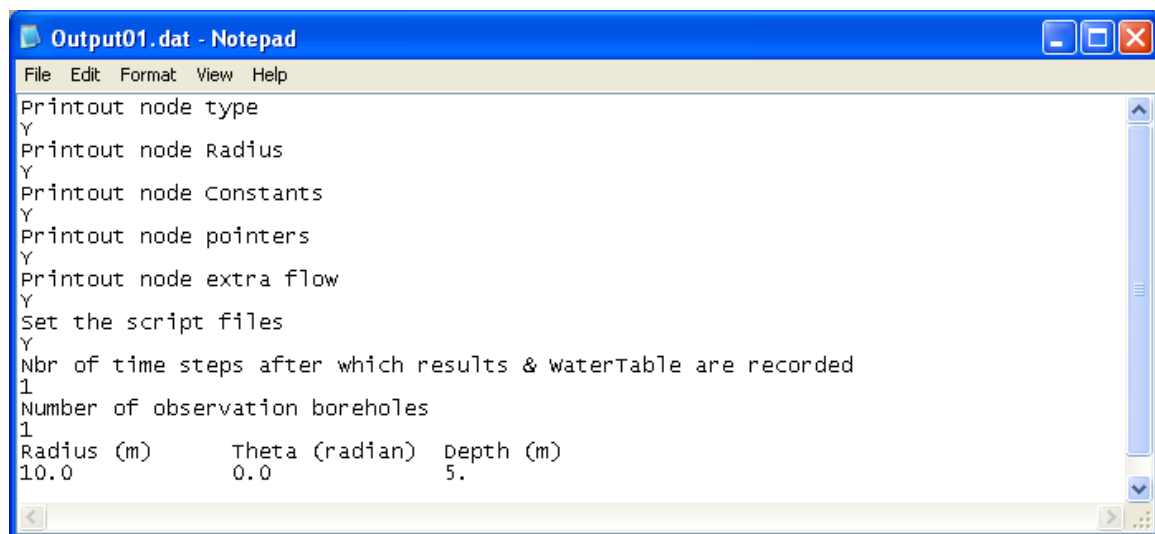 Output01.dat - Notepad
File Edit Format View Help
Printout node type
Y
Printout node Radius
Y
Printout node Constants
Y
Printout node pointers
Y
Printout node extra flow
Y
Set the script files
Y
Nbr of time steps after which results & WaterTable are recorded
1
Number of observation boreholes
1
Radius (m) Theta (radian) Depth (m)
10.0 0.0 5.